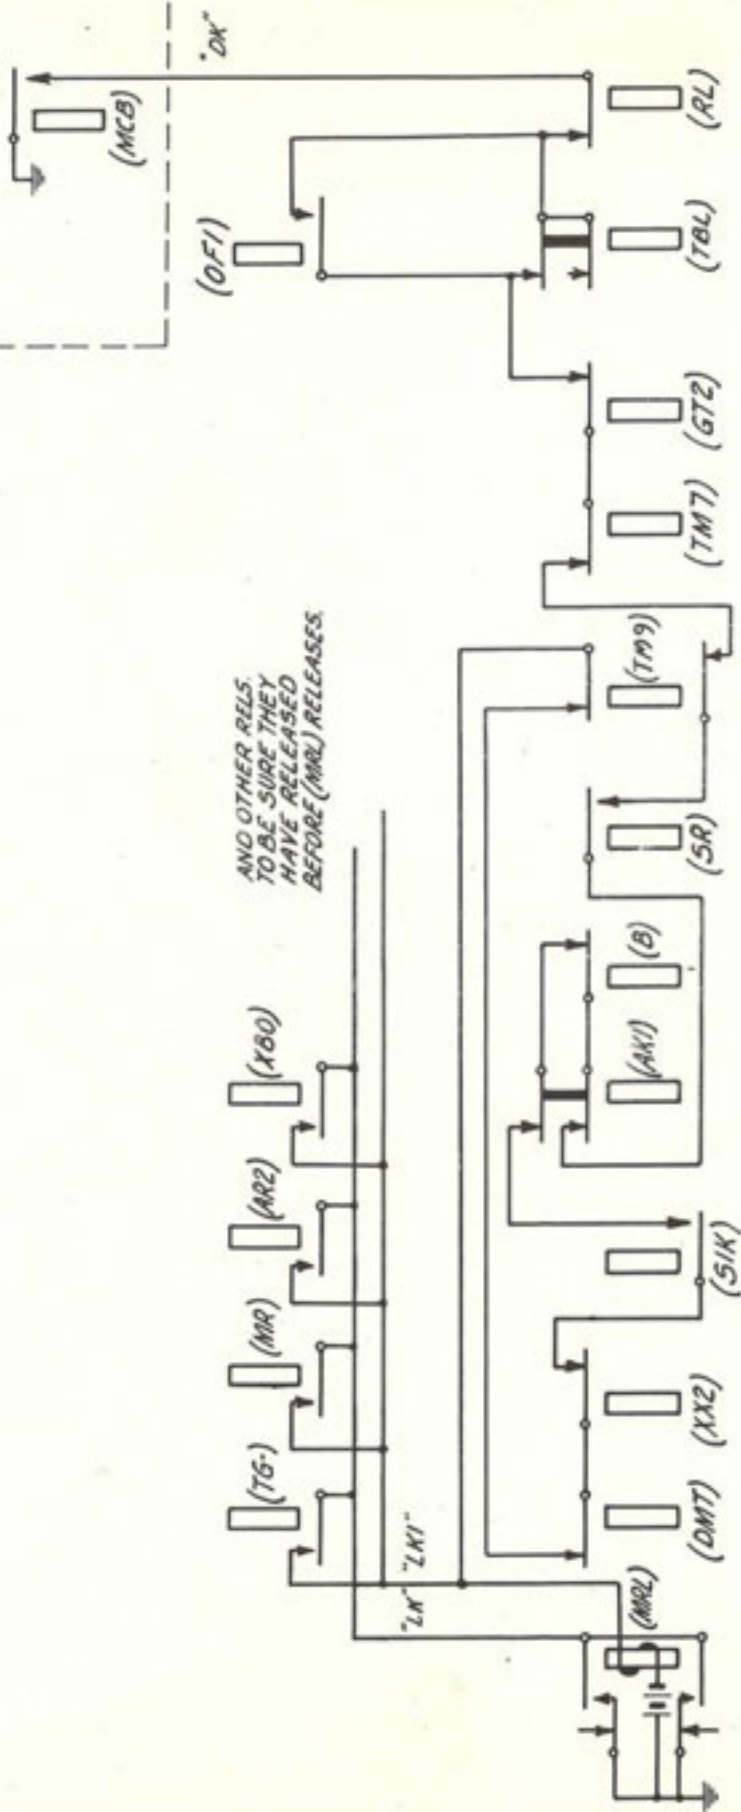 "OK"
(MCB)
(OF1)
(RL)
(TBL)
(GT2)
(TM7)
(TM9)
(SR)
(B)
(AK1)
(S1K)
(XX2)
(DMT)
(MRL)
AND OTHER RELS.
TO BE SURE THEY
HAVE RELEASED
BEFORE (MRL) RELEASES.
(XB0)
(AR2)
(MR)
(TG-)
"LK" "LK1"